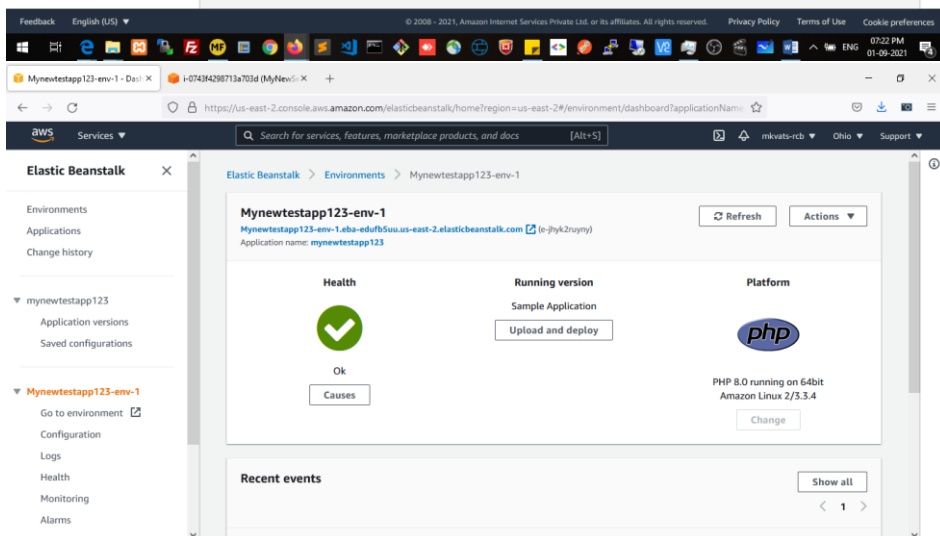 Feedback English (US) ▼ © 2008 - 2021, Amazon Internet Services Private Ltd. or its affiliates. All rights reserved. Privacy Policy Terms of Use Cookie preferences
ENG 07:22 PM 01-09-2021
Mynewtestapp123-env-1 - Dash × i-0743f4298713a703d (MyNewSe × +
https://us-east-2.console.aws.amazon.com/elasticbeanstalk/home?region=us-east-2#/environment/dashboard?applicationName
aws Services ▼ Search for services, features, marketplace products, and docs [Alt+S] mkvats-rcb ▼ Ohio ▼ Support ▼
Elastic Beanstalk ×
Environments
Applications
Change history
▼ mynewtestapp123
Application versions
Saved configurations
▼ Mynewtestapp123-env-1
Go to environment
Configuration
Logs
Health
Monitoring
Alarms
Elastic Beanstalk > Environments > Mynewtestapp123-env-1
Mynewtestapp123-env-1
Refresh Actions ▼
Mynewtestapp123-env-1.eba-edufb5uu.us-east-2.elasticbeanstalk.com (e-jhyk2ruyny)
Application name: mynewtestapp123
Health
Ok
Causes
Running version
Sample Application
Upload and deploy
Platform
php
PHP 8.0 running on 64bit
Amazon Linux 2/3.3.4
Change
Recent events
Show all
< 1 >